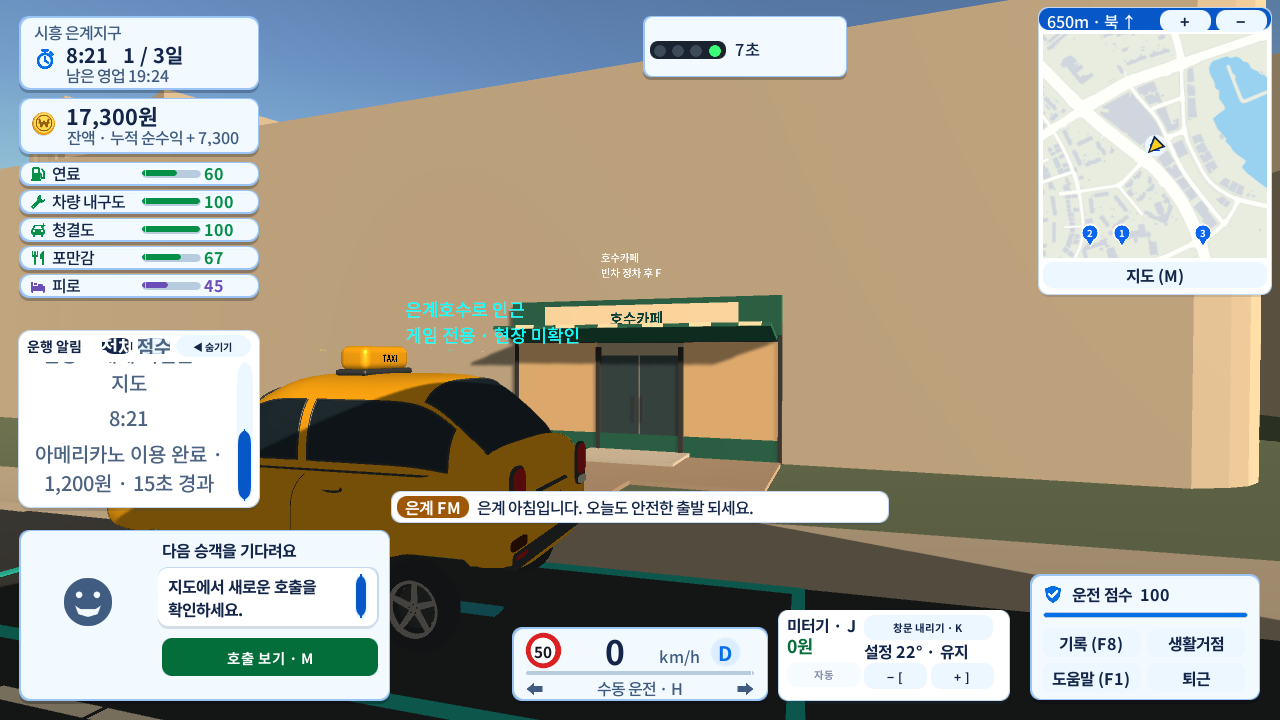 시흥 은계지구
8:21 1 / 3일
남은 영업 19:24
17,300원
잔액 · 누적 순수익 + 7,300
연료 60
차량 내구도 100
청결도 100
포만감 67
피로 45
7초
650m · 북 ↑ + −
2 1 3
지도 (M)
운행 알림 점수 ◀ 숨기기
지도
8:21
아메리카노 이용 완료 ·
1,200원 · 15초 경과
호수카페
빈차 정차 후 F
은계호수로 인근
게임 전용 · 현장 미확인
호수카페
TAXI
은계 FM 은계 아침입니다. 오늘도 안전한 출발 되세요.
다음 승객을 기다려요
지도에서 새로운 호출을
확인하세요.
호출 보기 · M
50 0 km/h D
수동 운전 · H
미터기 · J 창문 내리기 · K
0원 설정 22° · 유지
자동 − [ + ]
운전 점수 100
기록 (F8) 생활거점
도움말 (F1) 퇴근